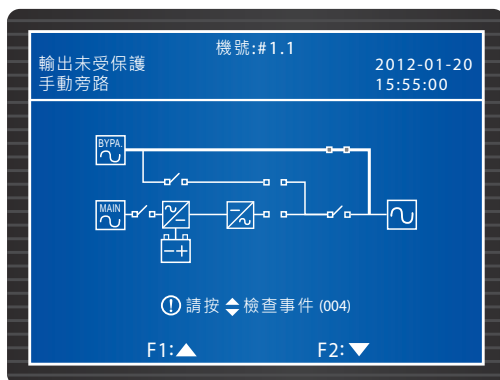 機號:#1.1
輸出未受保護
2012-01-20
手動旁路
15:55:00
BYPA.
MAIN
請按 檢查事件 (004)
F1:
F2: